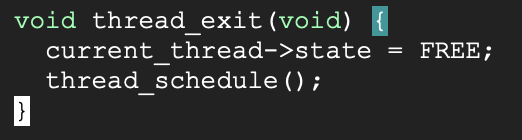 void thread_exit(void) {
  current_thread->state = FREE;
  thread_schedule();
}